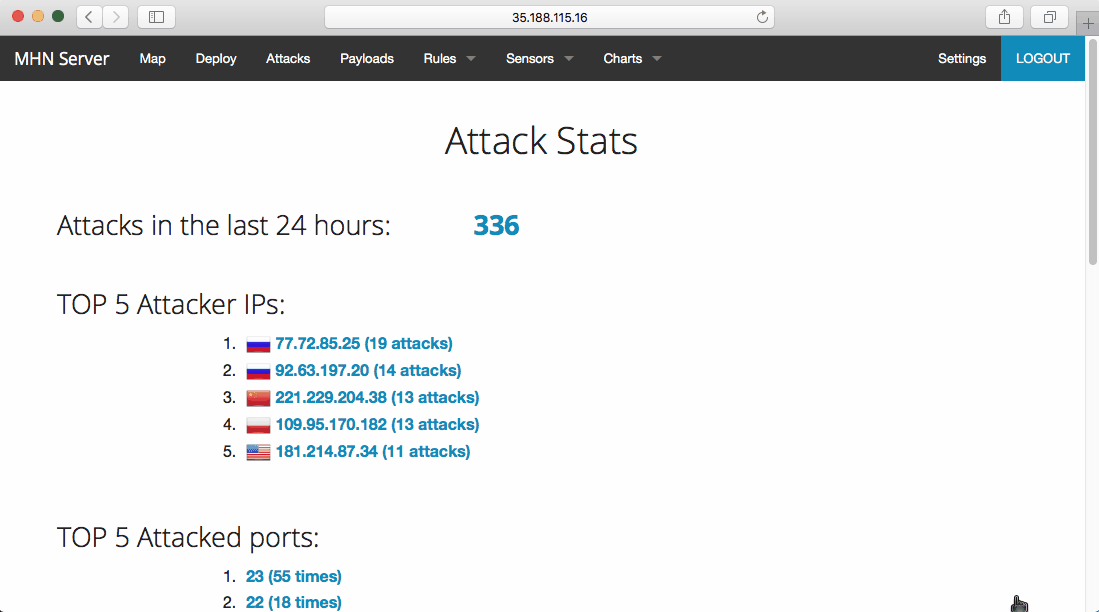 35.188.115.16
MHN Server Map Deploy Attacks Payloads Rules Sensors Charts Settings LOGOUT
Attack Stats
Attacks in the last 24 hours: 336
TOP 5 Attacker IPs:
1. 77.72.85.25 (19 attacks)
2. 92.63.197.20 (14 attacks)
3. 221.229.204.38 (13 attacks)
4. 109.95.170.182 (13 attacks)
5. 181.214.87.34 (11 attacks)
TOP 5 Attacked ports:
1. 23 (55 times)
2. 22 (18 times)